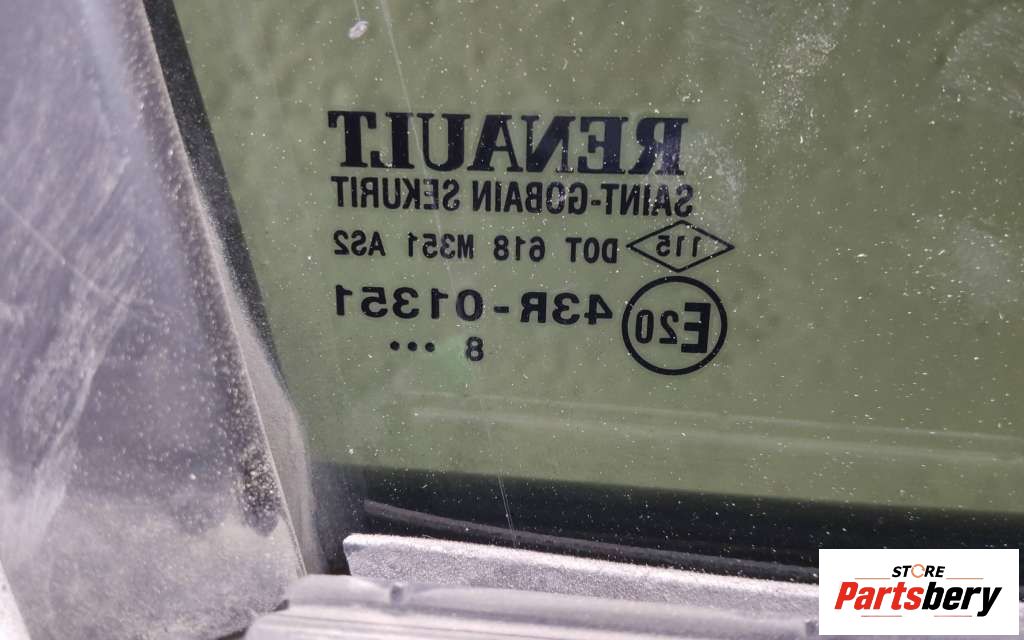 RENAULT
SAINT-GOBAIN SEKURIT
115 DOT 618 M351 AS2
E20 43R-01351
8 •••
STORE
Partsbery